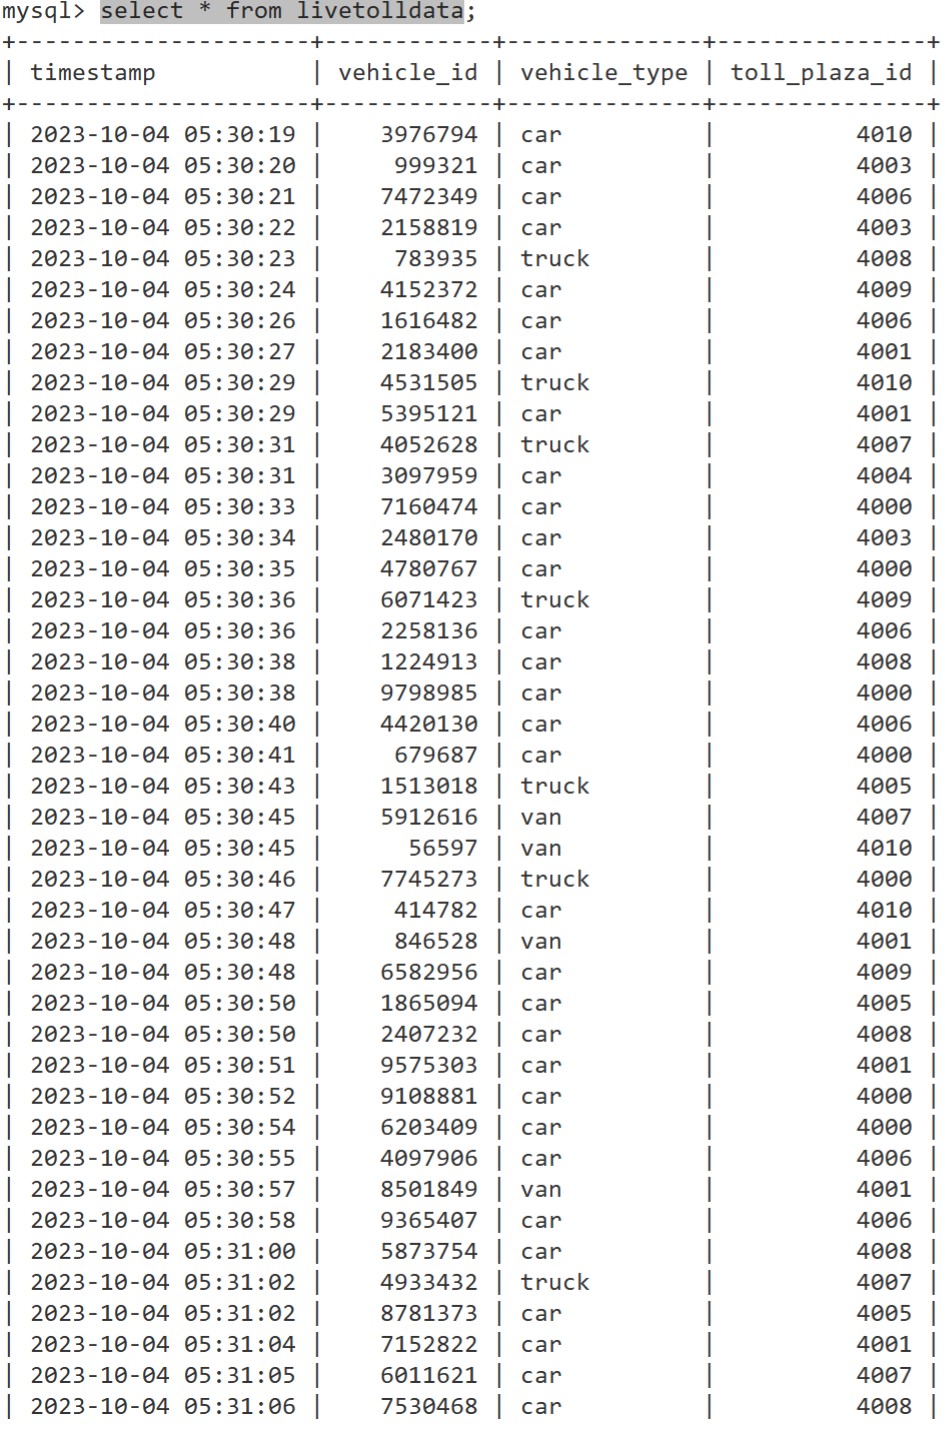 mysql> select * from livetolldata;
+---------------------+------------+--------------+---------------+
| timestamp           | vehicle_id | vehicle_type | toll_plaza_id |
+---------------------+------------+--------------+---------------+
| 2023-10-04 05:30:19 |    3976794 | car          |          4010 |
| 2023-10-04 05:30:20 |     999321 | car          |          4003 |
| 2023-10-04 05:30:21 |    7472349 | car          |          4006 |
| 2023-10-04 05:30:22 |    2158819 | car          |          4003 |
| 2023-10-04 05:30:23 |     783935 | truck        |          4008 |
| 2023-10-04 05:30:24 |    4152372 | car          |          4009 |
| 2023-10-04 05:30:26 |    1616482 | car          |          4006 |
| 2023-10-04 05:30:27 |    2183400 | car          |          4001 |
| 2023-10-04 05:30:29 |    4531505 | truck        |          4010 |
| 2023-10-04 05:30:29 |    5395121 | car          |          4001 |
| 2023-10-04 05:30:31 |    4052628 | truck        |          4007 |
| 2023-10-04 05:30:31 |    3097959 | car          |          4004 |
| 2023-10-04 05:30:33 |    7160474 | car          |          4000 |
| 2023-10-04 05:30:34 |    2480170 | car          |          4003 |
| 2023-10-04 05:30:35 |    4780767 | car          |          4000 |
| 2023-10-04 05:30:36 |    6071423 | truck        |          4009 |
| 2023-10-04 05:30:36 |    2258136 | car          |          4006 |
| 2023-10-04 05:30:38 |    1224913 | car          |          4008 |
| 2023-10-04 05:30:38 |    9798985 | car          |          4000 |
| 2023-10-04 05:30:40 |    4420130 | car          |          4006 |
| 2023-10-04 05:30:41 |     679687 | car          |          4000 |
| 2023-10-04 05:30:43 |    1513018 | truck        |          4005 |
| 2023-10-04 05:30:45 |    5912616 | van          |          4007 |
| 2023-10-04 05:30:45 |      56597 | van          |          4010 |
| 2023-10-04 05:30:46 |    7745273 | truck        |          4000 |
| 2023-10-04 05:30:47 |     414782 | car          |          4010 |
| 2023-10-04 05:30:48 |     846528 | van          |          4001 |
| 2023-10-04 05:30:48 |    6582956 | car          |          4009 |
| 2023-10-04 05:30:50 |    1865094 | car          |          4005 |
| 2023-10-04 05:30:50 |    2407232 | car          |          4008 |
| 2023-10-04 05:30:51 |    9575303 | car          |          4001 |
| 2023-10-04 05:30:52 |    9108881 | car          |          4000 |
| 2023-10-04 05:30:54 |    6203409 | car          |          4000 |
| 2023-10-04 05:30:55 |    4097906 | car          |          4006 |
| 2023-10-04 05:30:57 |    8501849 | van          |          4001 |
| 2023-10-04 05:30:58 |    9365407 | car          |          4006 |
| 2023-10-04 05:31:00 |    5873754 | car          |          4008 |
| 2023-10-04 05:31:02 |    4933432 | truck        |          4007 |
| 2023-10-04 05:31:02 |    8781373 | car          |          4005 |
| 2023-10-04 05:31:04 |    7152822 | car          |          4001 |
| 2023-10-04 05:31:05 |    6011621 | car          |          4007 |
| 2023-10-04 05:31:06 |    7530468 | car          |          4008 |